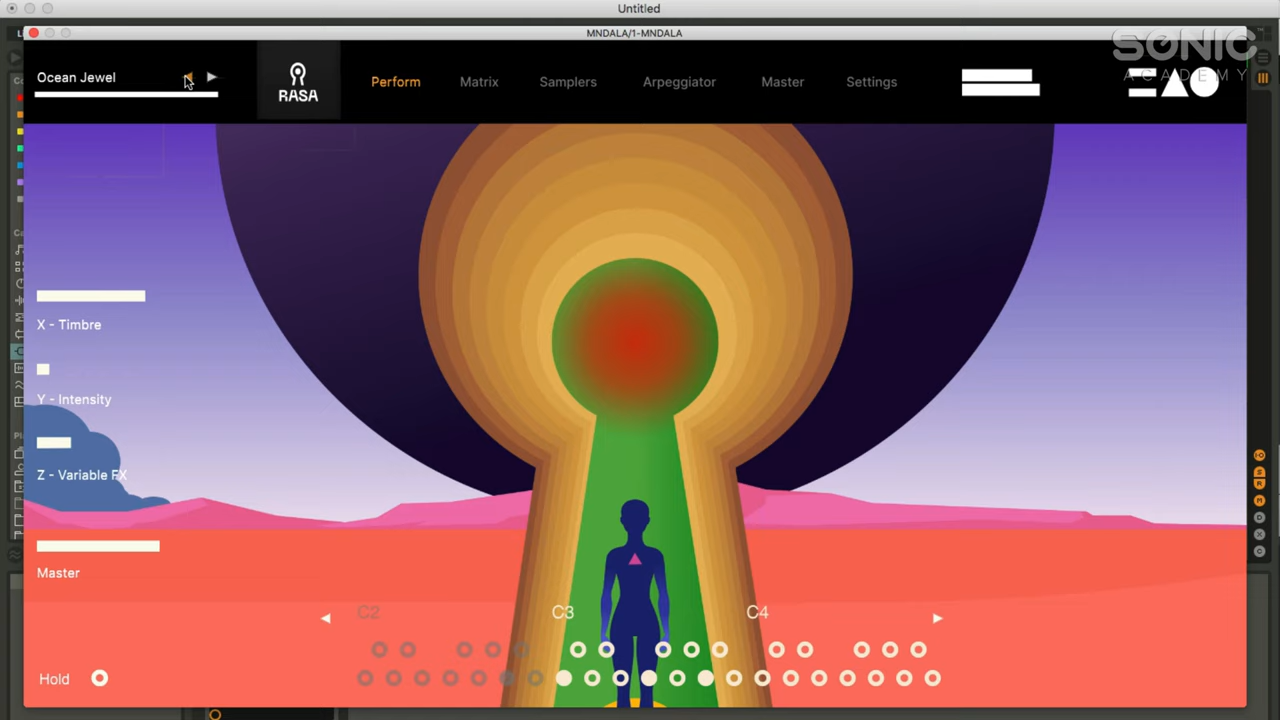 Untitled
MNDALA/1-MNDALA
SONIC
ACADEMY
Ocean Jewel
RASA
Perform
Matrix
Samplers
Arpeggiator
Master
Settings
X - Timbre
Y - Intensity
Z - Variable FX
Master
C2
C3
C4
Hold